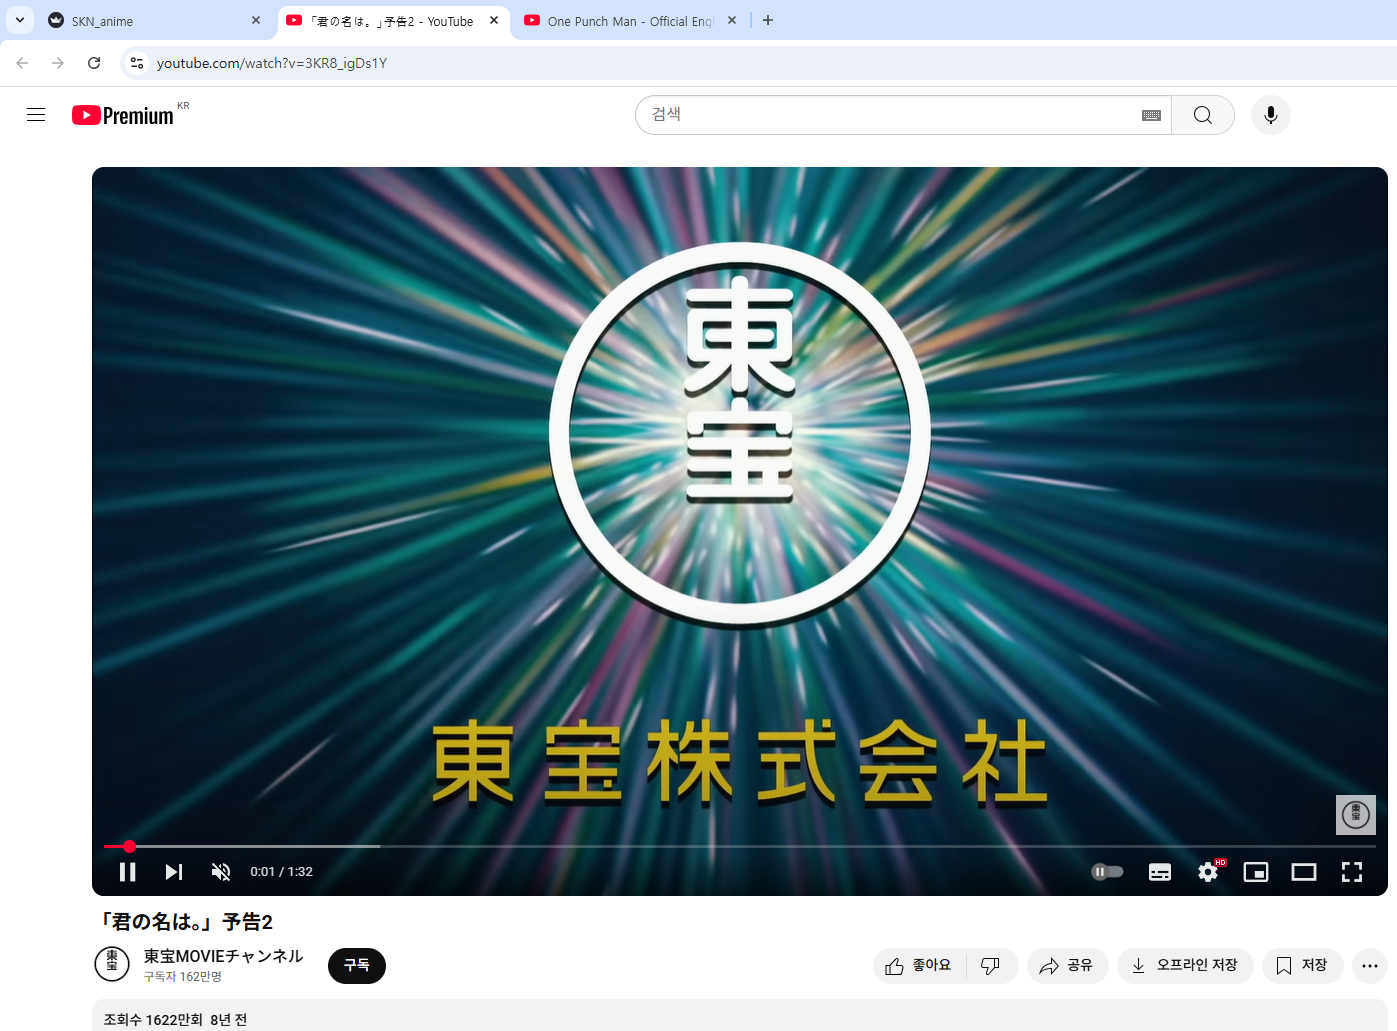 SKN_anime
「君の名は。」予告2 - YouTube
One Punch Man - Official Eng
youtube.com/watch?v=3KR8_igDs1Y
Premium KR
검색
東
宝
東宝株式会社
東
宝
0:01 / 1:32
HD
「君の名は。」予告2
東
宝
東宝MOVIEチャンネル
구독자 162만명
구독
좋아요
공유
오프라인 저장
저장
조회수 1622만회 8년 전